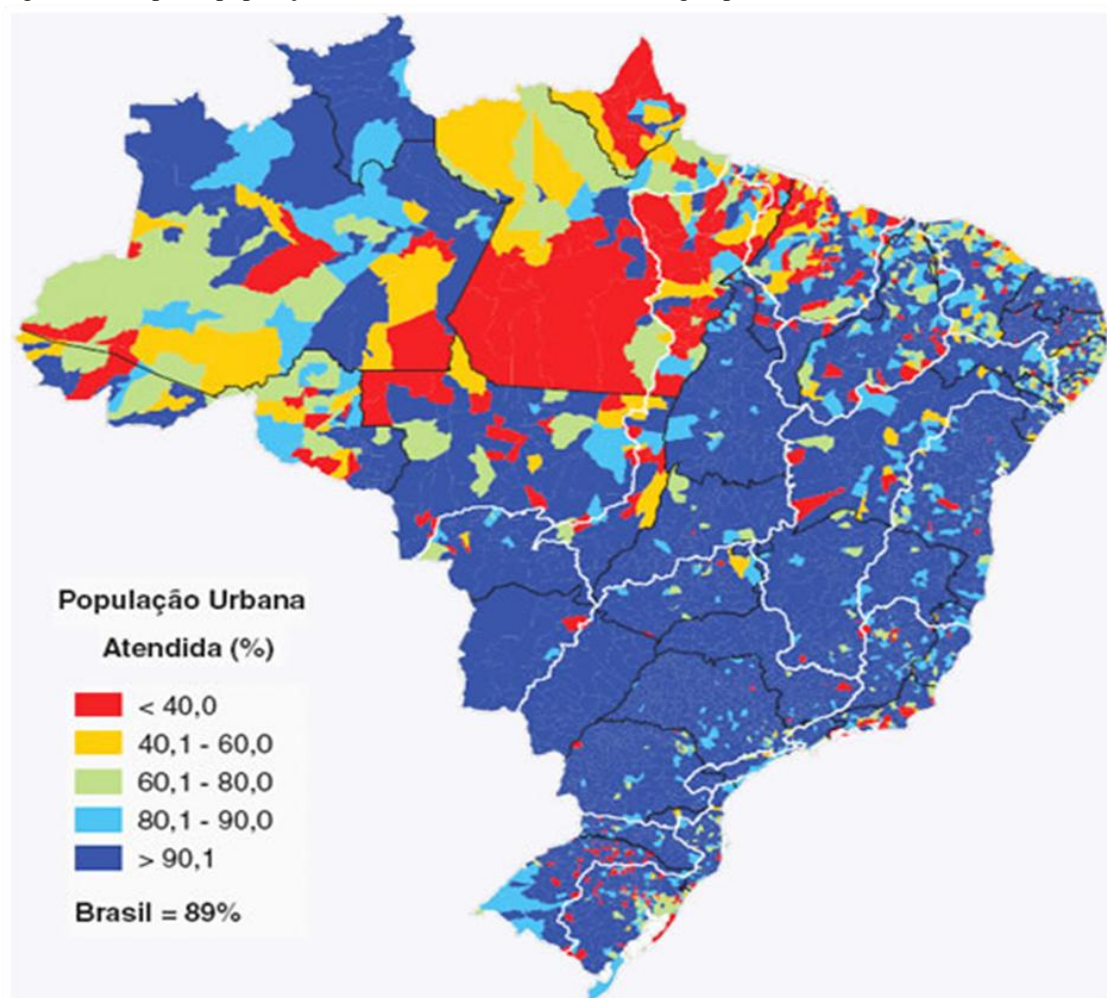 População Urbana
Atendida (%)
< 40,0
40,1 - 60,0
60,1 - 80,0
80,1 - 90,0
> 90,1
Brasil = 89%